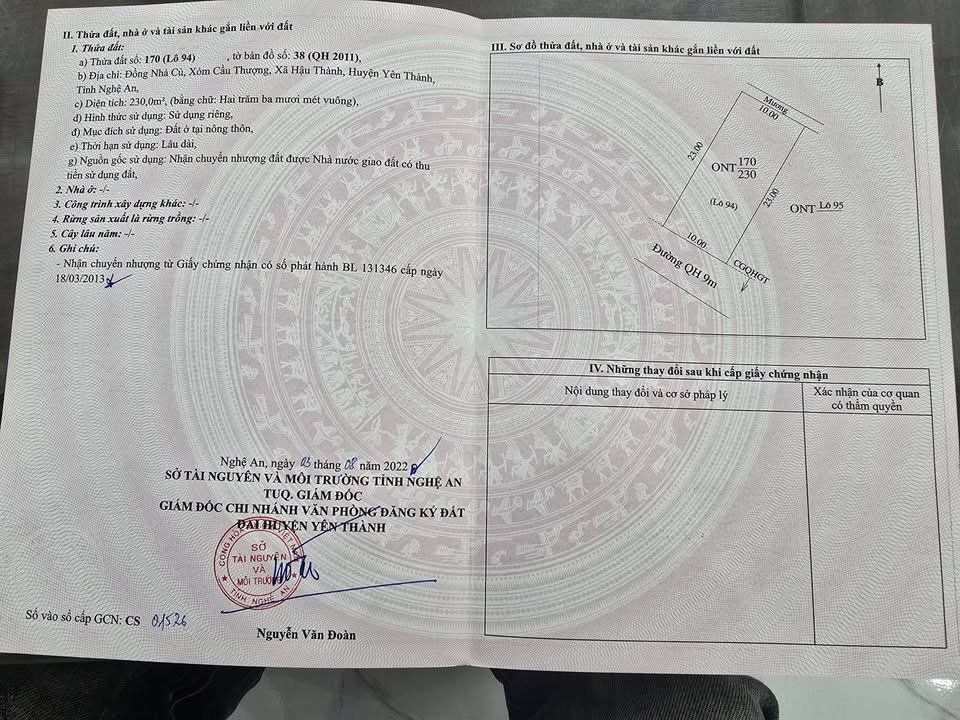 II. Thửa đất, nhà ở và tài sản khác gắn liền với đất
1. Thửa đất:
a) Thửa đất số: 170 (Lô 94) , tờ bản đồ số: 38 (QH 2011),
b) Địa chỉ: Đồng Nhà Cù, Xóm Cầu Thượng, Xã Hậu Thành, Huyện Yên Thành,
Tỉnh Nghệ An,
c) Diện tích: 230,0m², (bằng chữ: Hai trăm ba mươi mét vuông),
d) Hình thức sử dụng: Sử dụng riêng,
đ) Mục đích sử dụng: Đất ở tại nông thôn,
e) Thời hạn sử dụng: Lâu dài,
g) Nguồn gốc sử dụng: Nhận chuyển nhượng đất được Nhà nước giao đất có thu
tiền sử dụng đất,
2. Nhà ở: -/-
3. Công trình xây dựng khác: -/-
4. Rừng sản xuất là rừng trồng: -/-
5. Cây lâu năm: -/-
6. Ghi chú:
- Nhận chuyển nhượng từ Giấy chứng nhận có số phát hành BL 131346 cấp ngày
18/03/2013
Nghệ An, ngày 03 tháng 08 năm 2022
SỞ TÀI NGUYÊN VÀ MÔI TRƯỜNG TỈNH NGHỆ AN
TUQ. GIÁM ĐỐC
GIÁM ĐỐC CHI NHÁNH VĂN PHÒNG ĐĂNG KÝ ĐẤT
ĐAI HUYỆN YÊN THÀNH
SỞ
TÀI NGUYÊN
VÀ
MÔI TRƯỜNG
TỈNH NGHỆ AN
Số vào sổ cấp GCN: CS 01526
Nguyễn Văn Đoàn
III. Sơ đồ thửa đất, nhà ở và tài sản khác gắn liền với đất
B
Mương
10.00
23.00
ONT 170
230
(Lô 94)
23.00
ONT Lô 95
10.00
Đường QH 9m
CGQHGT
IV. Những thay đổi sau khi cấp giấy chứng nhận
Nội dung thay đổi và cơ sở pháp lý
Xác nhận của cơ quan
có thẩm quyền